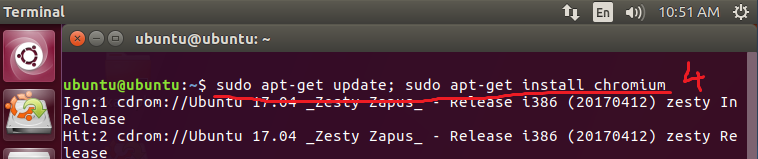 Terminal
En
10:51 AM
ubuntu@ubuntu: ~
ubuntu@ubuntu:~$ sudo apt-get update; sudo apt-get install chromium 4
Ign:1 cdrom://Ubuntu 17.04 _Zesty Zapus_ - Release i386 (20170412) zesty In
Release
Hit:2 cdrom://Ubuntu 17.04 _Zesty Zapus_ - Release i386 (20170412) zesty Re
lease